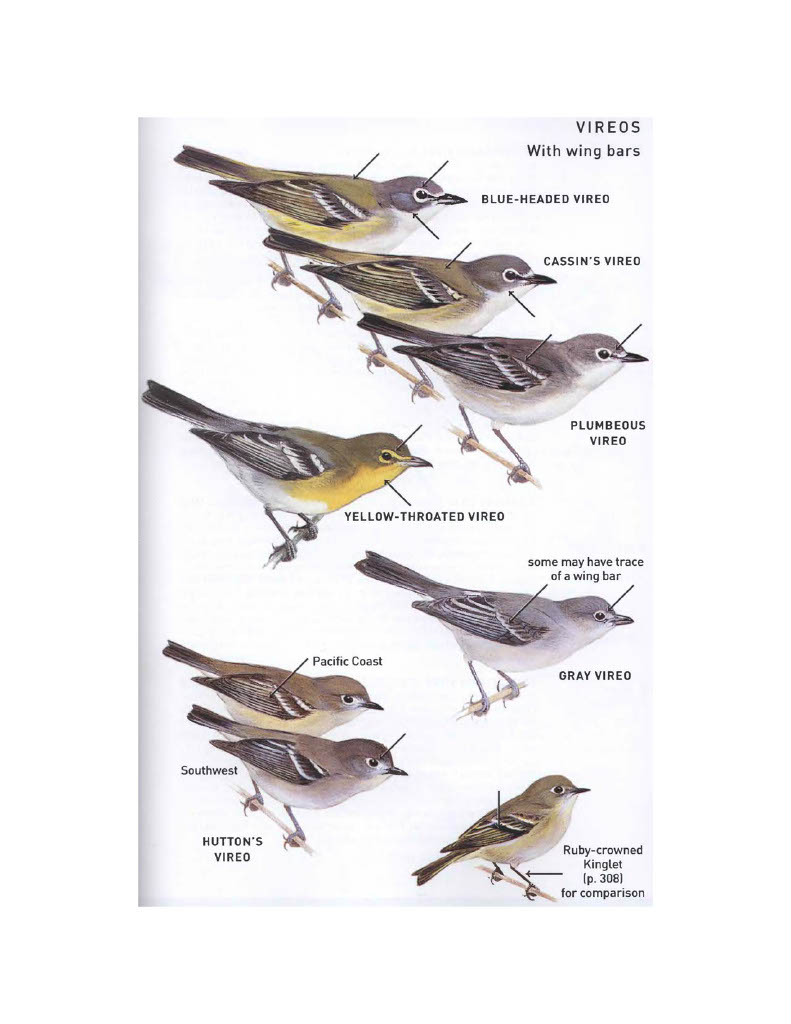 VIREOS
With wing bars
BLUE-HEADED VIREO
CASSIN'S VIREO
PLUMBEOUS
VIREO
YELLOW-THROATED VIREO
some may have trace
of a wing bar
GRAY VIREO
Pacific Coast
Southwest
HUTTON'S
VIREO
Ruby-crowned
Kinglet
(p. 308)
for comparison